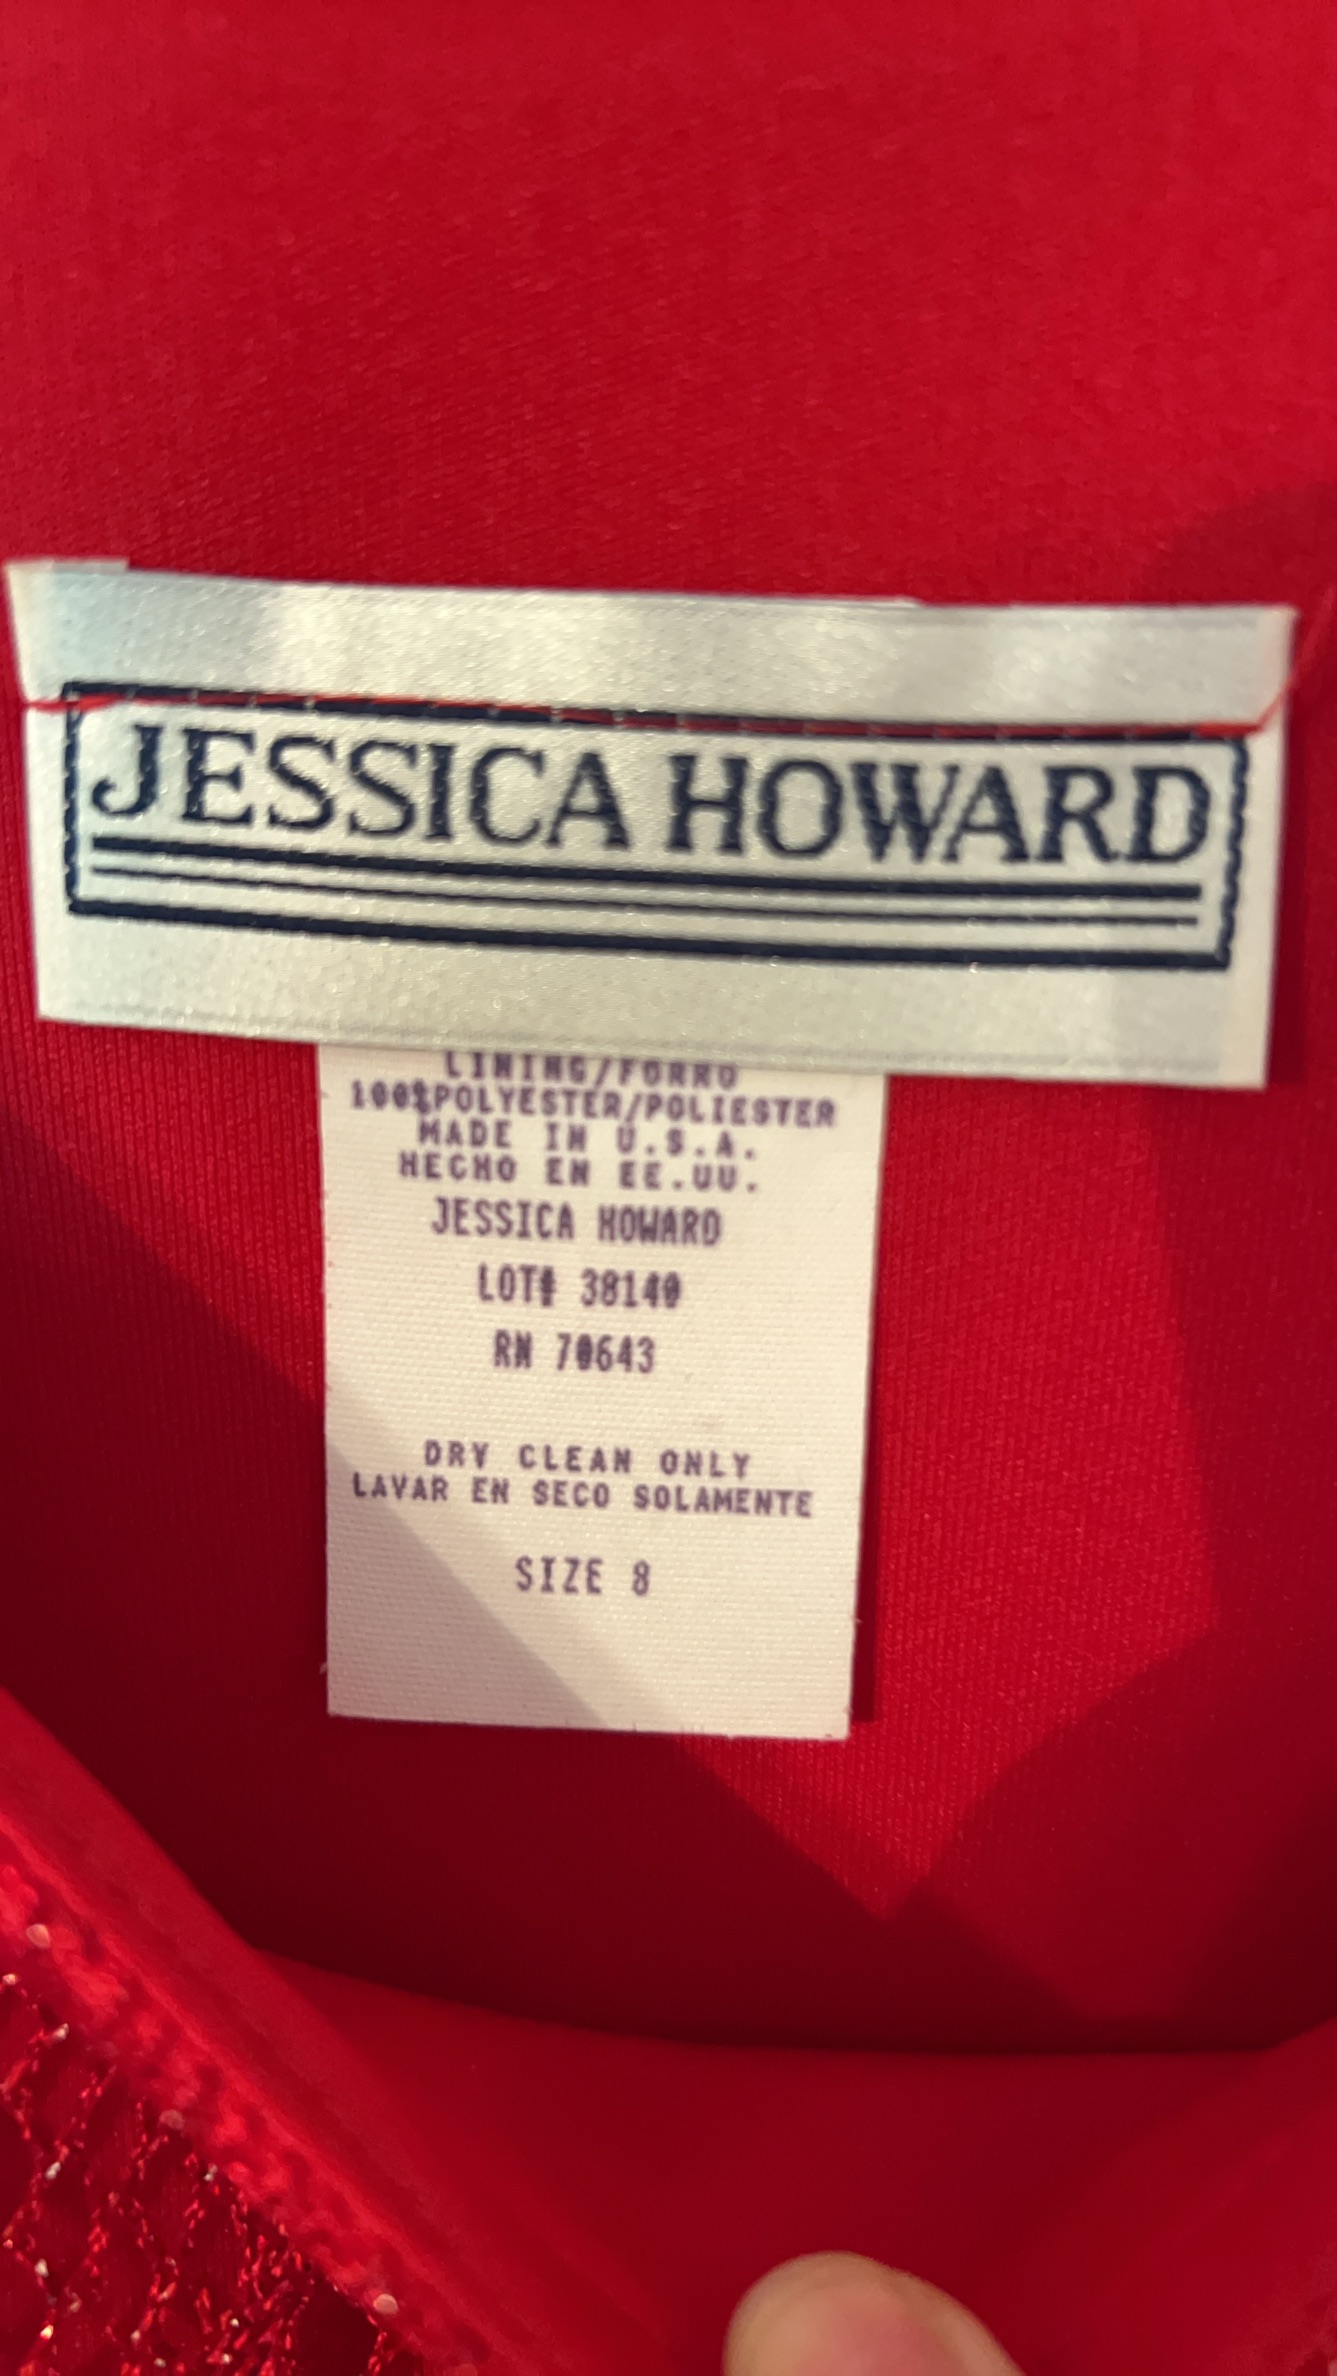 JESSICA HOWARD
LINING/FORRO
100%POLYESTER/POLIESTER
MADE IN U.S.A.
HECHO EN EE.UU.
JESSICA HOWARD
LOT# 38140
RN 70643
DRY CLEAN ONLY
LAVAR EN SECO SOLAMENTE
SIZE 8